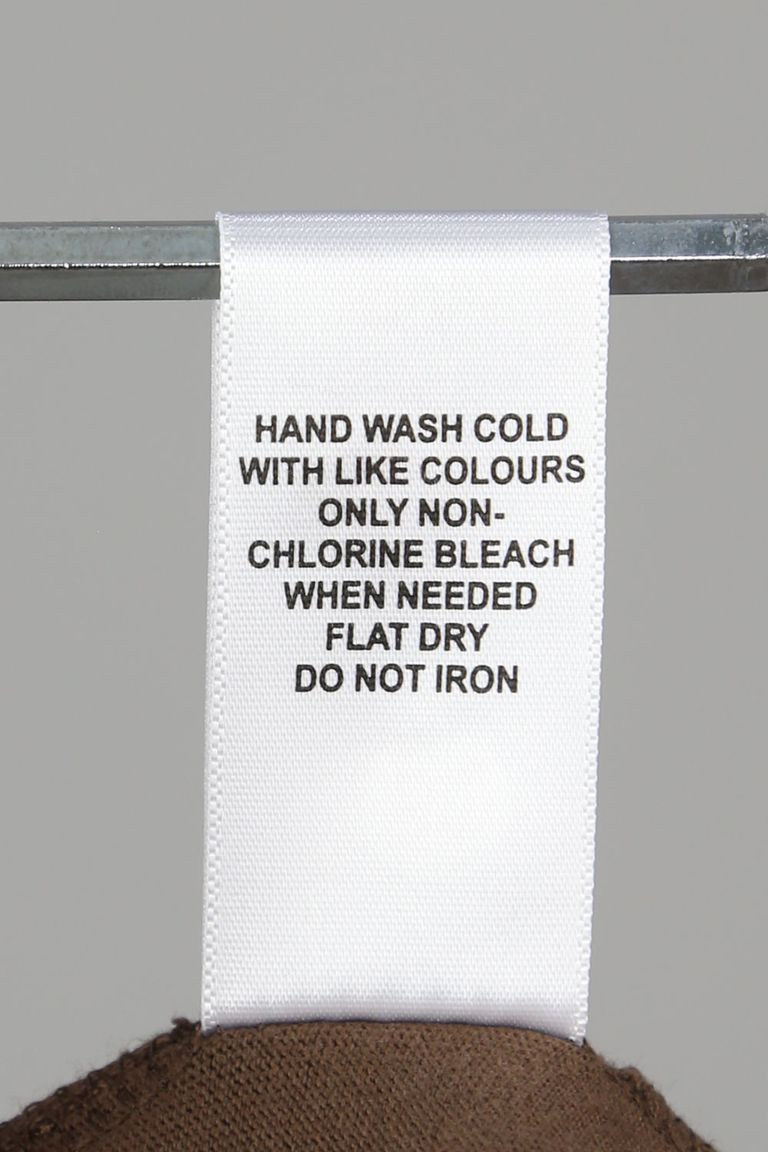 HAND WASH COLD
WITH LIKE COLOURS
ONLY NON-
CHLORINE BLEACH
WHEN NEEDED
FLAT DRY
DO NOT IRON